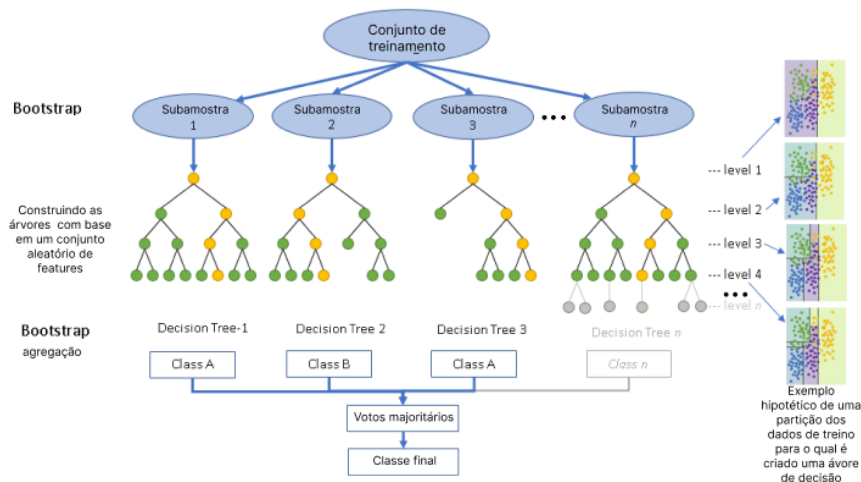 Conjunto de
treinamento
Bootstrap
Subamostra
1
Subamostra
2
Subamostra
3
Subamostra
n
--- level 1
--- level 2
--- level 3
--- level 4
--- level n
Construindo as
árvores com base
em um conjunto
aleatório de
features
Bootstrap
agregação
Decision Tree-1
Decision Tree 2
Decision Tree 3
Decision Tree n
Class A
Class B
Class A
Class n
Votos majoritários
Classe final
Exemplo
hipotético de uma
partição dos
dados de treino
para o qual é
criado uma ávore
de decisão